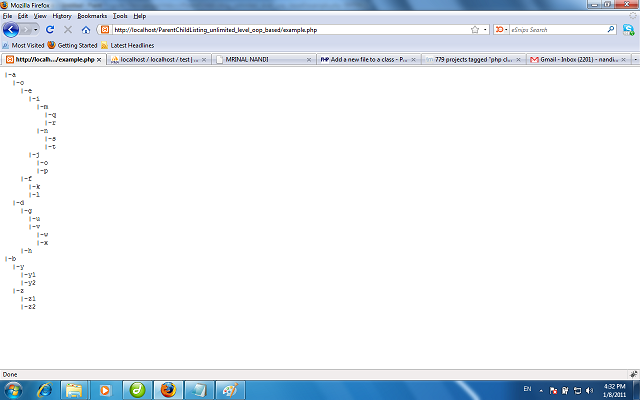 Mozilla Firefox
File Edit View History Bookmarks Tools Help
http://localhost/ParentChildListing_unlimited_level_oop_based/example.php
eSnips Search
Most Visited Getting Started Latest Headlines
http://localh.../example.php localhost / localhost / test | ... MRINAL NANDI PHP Add a new file to a class - P... 779 projects tagged "php cl... Gmail - Inbox (2201) - nandi...
|-a
|-c
|-e
|-i
|-m
|-q
|-r
|-n
|-s
|-t
|-j
|-o
|-p
|-f
|-k
|-l
|-d
|-g
|-u
|-v
|-w
|-x
|-h
|-b
|-y
|-y1
|-y2
|-z
|-z1
|-z2
Done
EN
4:32 PM
1/8/2011